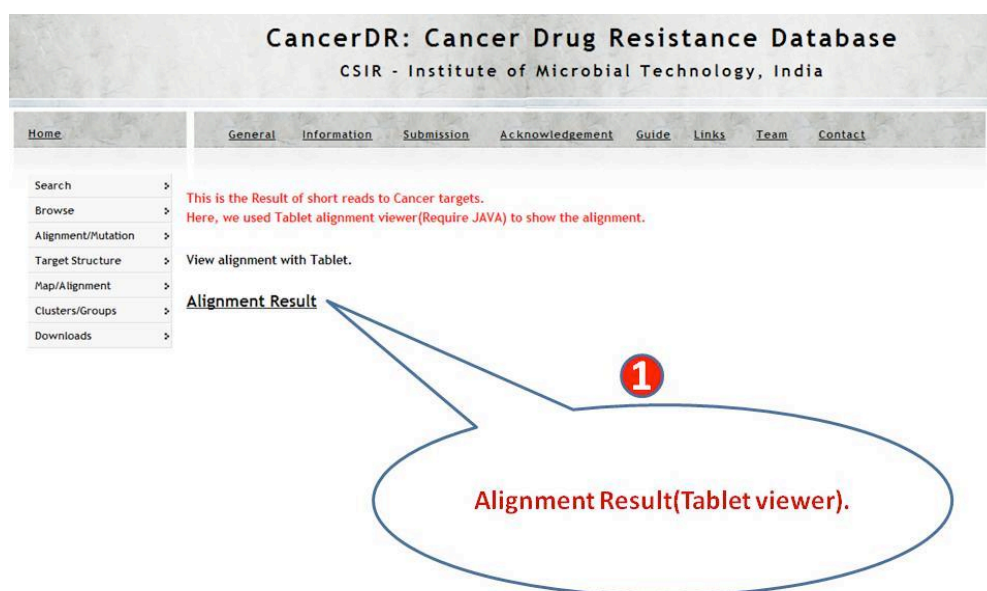 CancerDR: Cancer Drug Resistance Database
CSIR - Institute of Microbial Technology, India
Home General Information Submission Acknowledgement Guide Links Team Contact
Search
Browse
Alignment/Mutation
Target Structure
Map/Alignment
Clusters/Groups
Downloads
This is the Result of short reads to Cancer targets.
Here, we used Tablet alignment viewer(Require JAVA) to show the alignment.
View alignment with Tablet.
Alignment Result
1
Alignment Result(Tablet viewer).